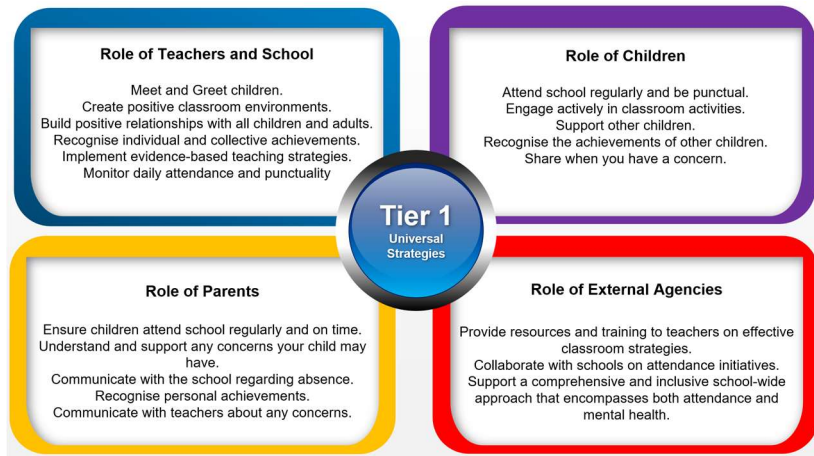 Role of Teachers and School
Meet and Greet children.
Create positive classroom environments.
Build positive relationships with all children and adults.
Recognise individual and collective achievements.
Implement evidence-based teaching strategies.
Monitor daily attendance and punctuality
Role of Children
Attend school regularly and be punctual.
Engage actively in classroom activities.
Support other children.
Recognise the achievements of other children.
Share when you have a concern.
Tier 1
Universal
Strategies
Role of Parents
Ensure children attend school regularly and on time.
Understand and support any concerns your child may
have.
Communicate with the school regarding absence.
Recognise personal achievements.
Communicate with teachers about any concerns.
Role of External Agencies
Provide resources and training to teachers on effective
classroom strategies.
Collaborate with schools on attendance initiatives.
Support a comprehensive and inclusive school-wide
approach that encompasses both attendance and
mental health.